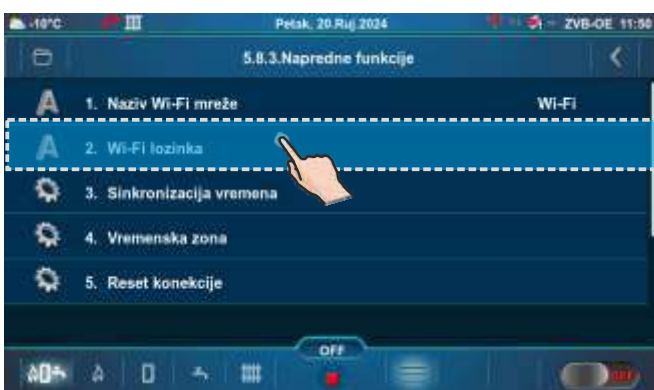 -10°C Petak, 20.Ruj.2024 ZVB-OE 11:50
5.8.3.Napredne funkcije
1. Naziv Wi-Fi mreže Wi-Fi
2. Wi-Fi lozinka
3. Sinkronizacija vremena
4. Vremenska zona
5. Reset konekcije
OFF
OFF